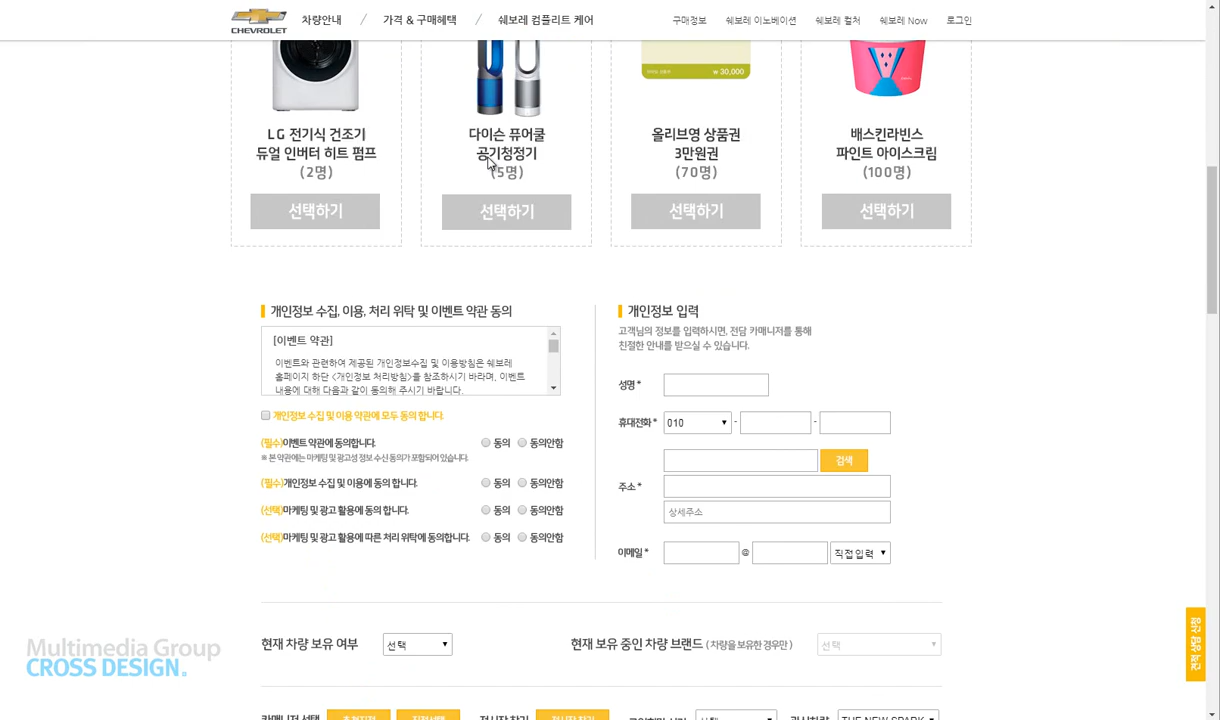 CHEVROLET
차량안내 / 가격 & 구매혜택 / 쉐보레 컴플리트 케어
구매정보 쉐보레 이노베이션 쉐보레 컬처 쉐보레 Now 로그인
₩ 30,000
LG 전기식 건조기
듀얼 인버터 히트 펌프
(2명)
선택하기
다이슨 퓨어쿨
공기청정기
(5명)
선택하기
올리브영 상품권
3만원권
(70명)
선택하기
배스킨라빈스
파인트 아이스크림
(100명)
선택하기
개인정보 수집, 이용, 처리 위탁 및 이벤트 약관 동의
[이벤트 약관]
이벤트와 관련하여 제공된 개인정보수집 및 이용방침은 쉐보레
홈페이지 하단 <개인정보 처리방침>를 참조하시기 바라며, 이벤트
내용에 대해 다음과 같이 동의해 주시기 바랍니다.
개인정보 수집 및 이용 약관에 모두 동의 합니다.
(필수)이벤트 약관에 동의합니다. 동의 동의안함
※ 본 약관에는 마케팅 및 광고성 정보 수신 동의가 포함되어 있습니다.
(필수)개인정보 수집 및 이용에 동의 합니다. 동의 동의안함
(선택)마케팅 및 광고 활용에 동의 합니다. 동의 동의안함
(선택)마케팅 및 광고 활용에 따른 처리 위탁에 동의합니다. 동의 동의안함
개인정보 입력
고객님의 정보를 입력하시면, 전담 카매니저를 통해
친절한 안내를 받으실 수 있습니다.
성명 *
휴대전화 * 010 - -
검색
주소 *
상세주소
이메일 * @ 직접입력
현재 차량 보유 여부 선택
현재 보유 중인 차량 브랜드 ( 차량을 보유한 경우만 ) 선택
견적 상담 신청
Multimedia Group
CROSS DESIGN.
카매니저 선택
THE NEW SPARK